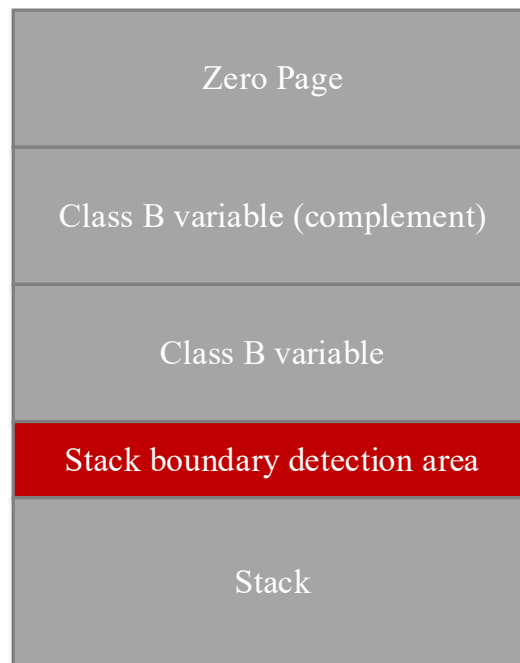 Zero Page
Class B variable (complement)
Class B variable
Stack boundary detection area
Stack